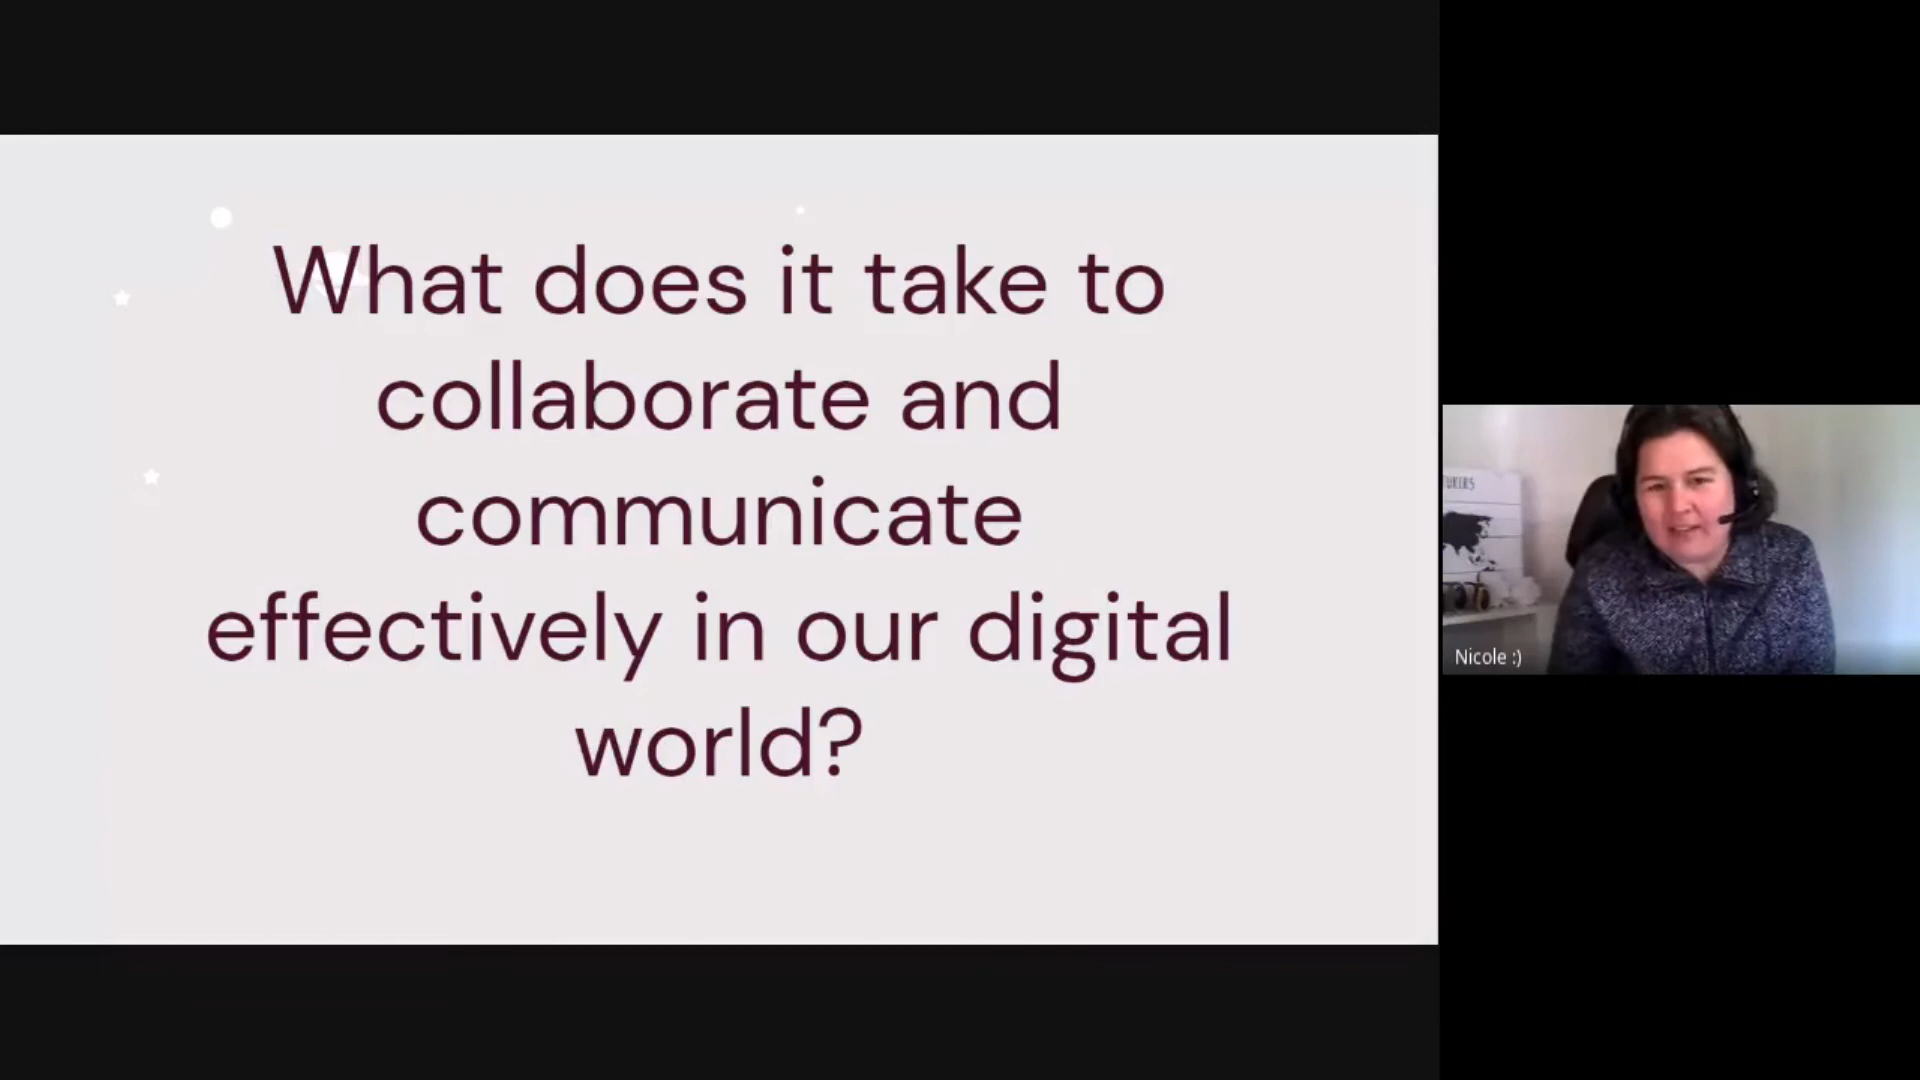 What does it take to
collaborate and
communicate
effectively in our digital
world?
Nicole :)